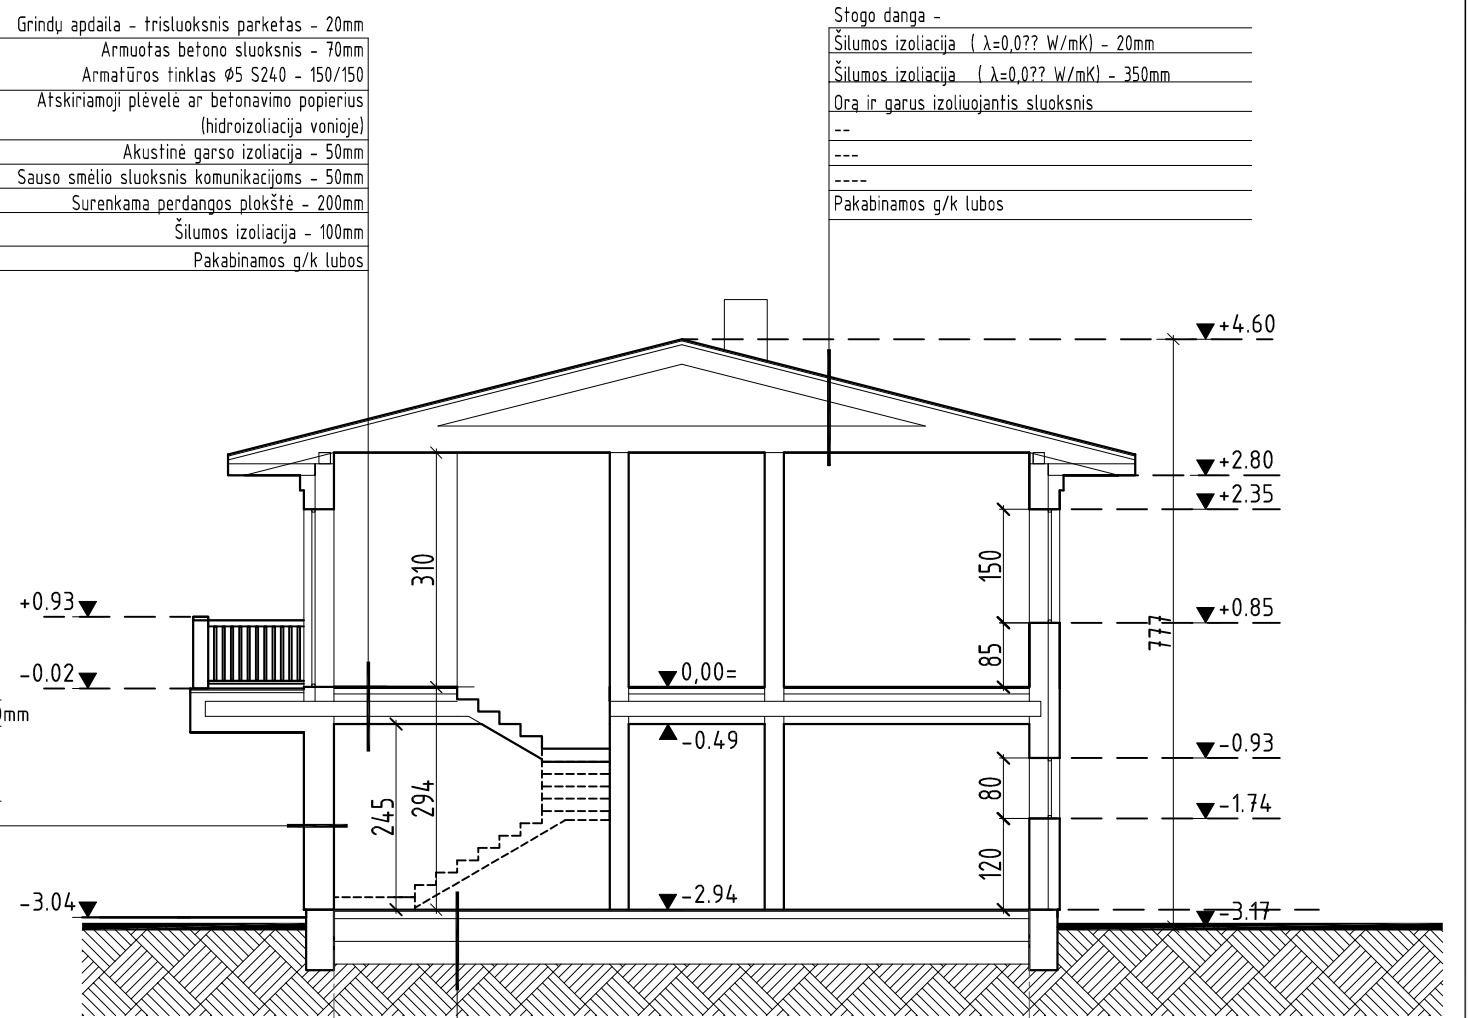 Grindų apdaila - trisluoksnis parketas - 20mm
Armuotas betono sluoksnis - 70mm
Armatūros tinklas Ø5 S240 - 150/150
Atskiriamoji plėvelė ar betonavimo popierius
(hidroizoliacija vonioje)
Akustinė garso izoliacija - 50mm
Sauso smėlio sluoksnis komunikacijoms - 50mm
Surenkama perdangos plokštė - 200mm
Šilumos izoliacija - 100mm
Pakabinamos g/k lubos
Stogo danga -
Šilumos izoliacija ( λ=0,0?? W/mK) - 20mm
Šilumos izoliacija ( λ=0,0?? W/mK) - 350mm
Orą ir garus izoliuojantis sluoksnis
--
---
----
Pakabinamos g/k lubos
+4.60
+2.80
+2.35
310
150
+0.93
+0.85
777
85
-0.02
0,00=
mm
-0.49
-0.93
80
294
245
-1.74
120
-2.94
-3.04
-3.17